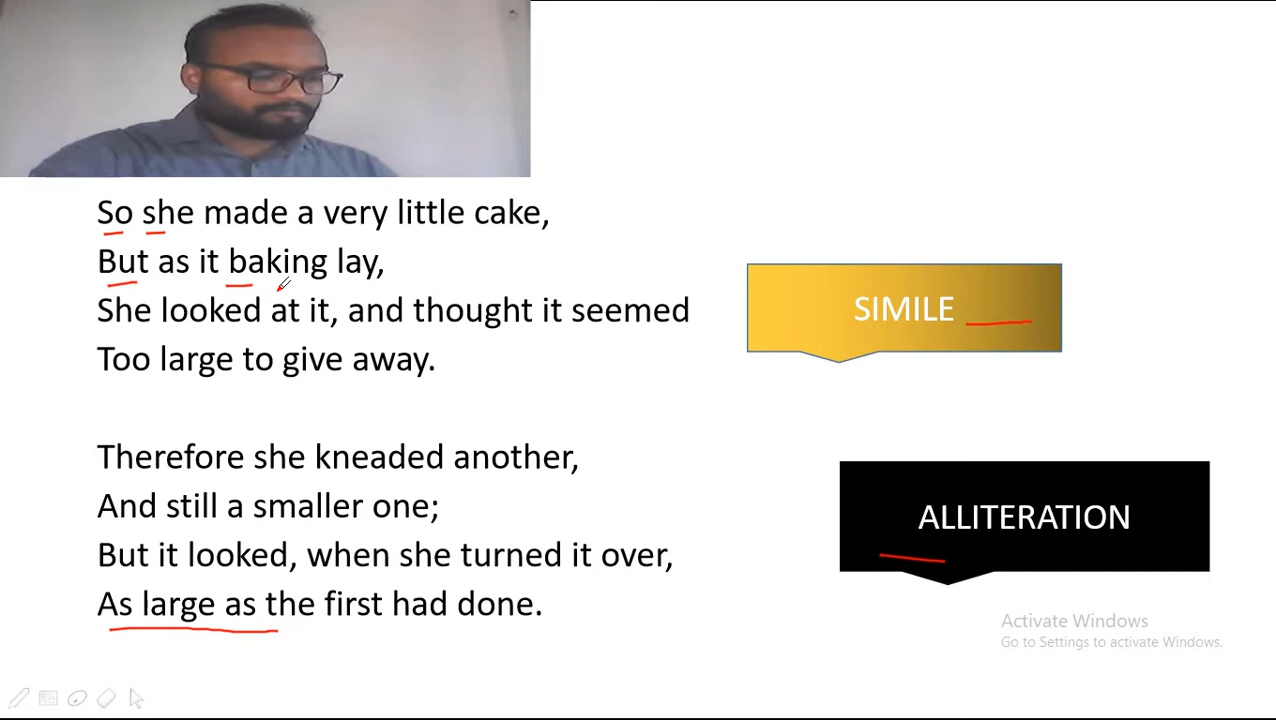 So she made a very little cake,
But as it baking lay,
She looked at it, and thought it seemed
Too large to give away.
Therefore she kneaded another,
And still a smaller one;
But it looked, when she turned it over,
As large as the first had done.
SIMILE
ALLITERATION
Activate Windows
Go to Settings to activate Windows.